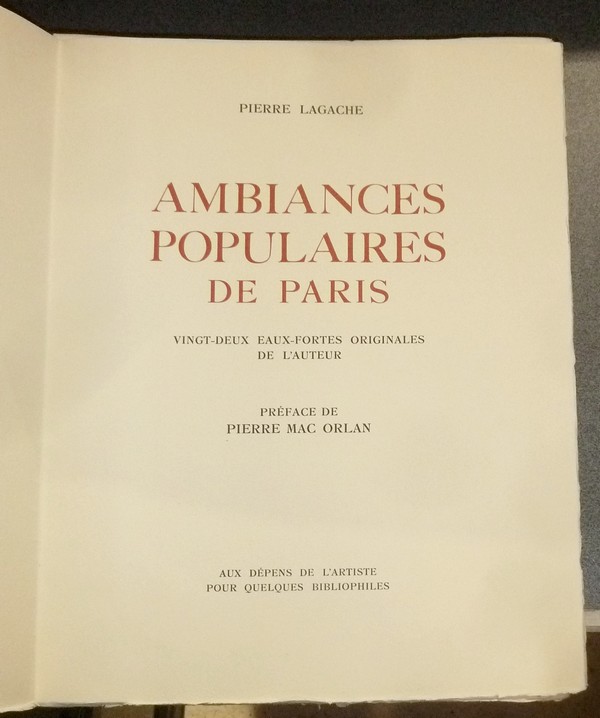 PIERRE LAGACHE
AMBIANCES
POPULAIRES
DE PARIS
VINGT-DEUX EAUX-FORTES ORIGINALES
DE L'AUTEUR
PRÉFACE DE
PIERRE MAC ORLAN
AUX DÉPENS DE L'ARTISTE
POUR QUELQUES BIBLIOPHILES